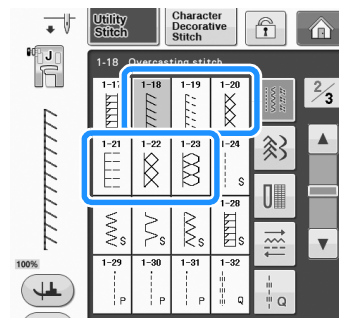 Utility
Stitch
Character
Decorative
Stitch
J
1-18 Overcasting stitch
2/3
1-17 1-18 1-19 1-20
1-21 1-22 1-23 1-24
S
1-28
S S S S
1-29 1-30 1-31 1-32
P P P Q
Q
100%